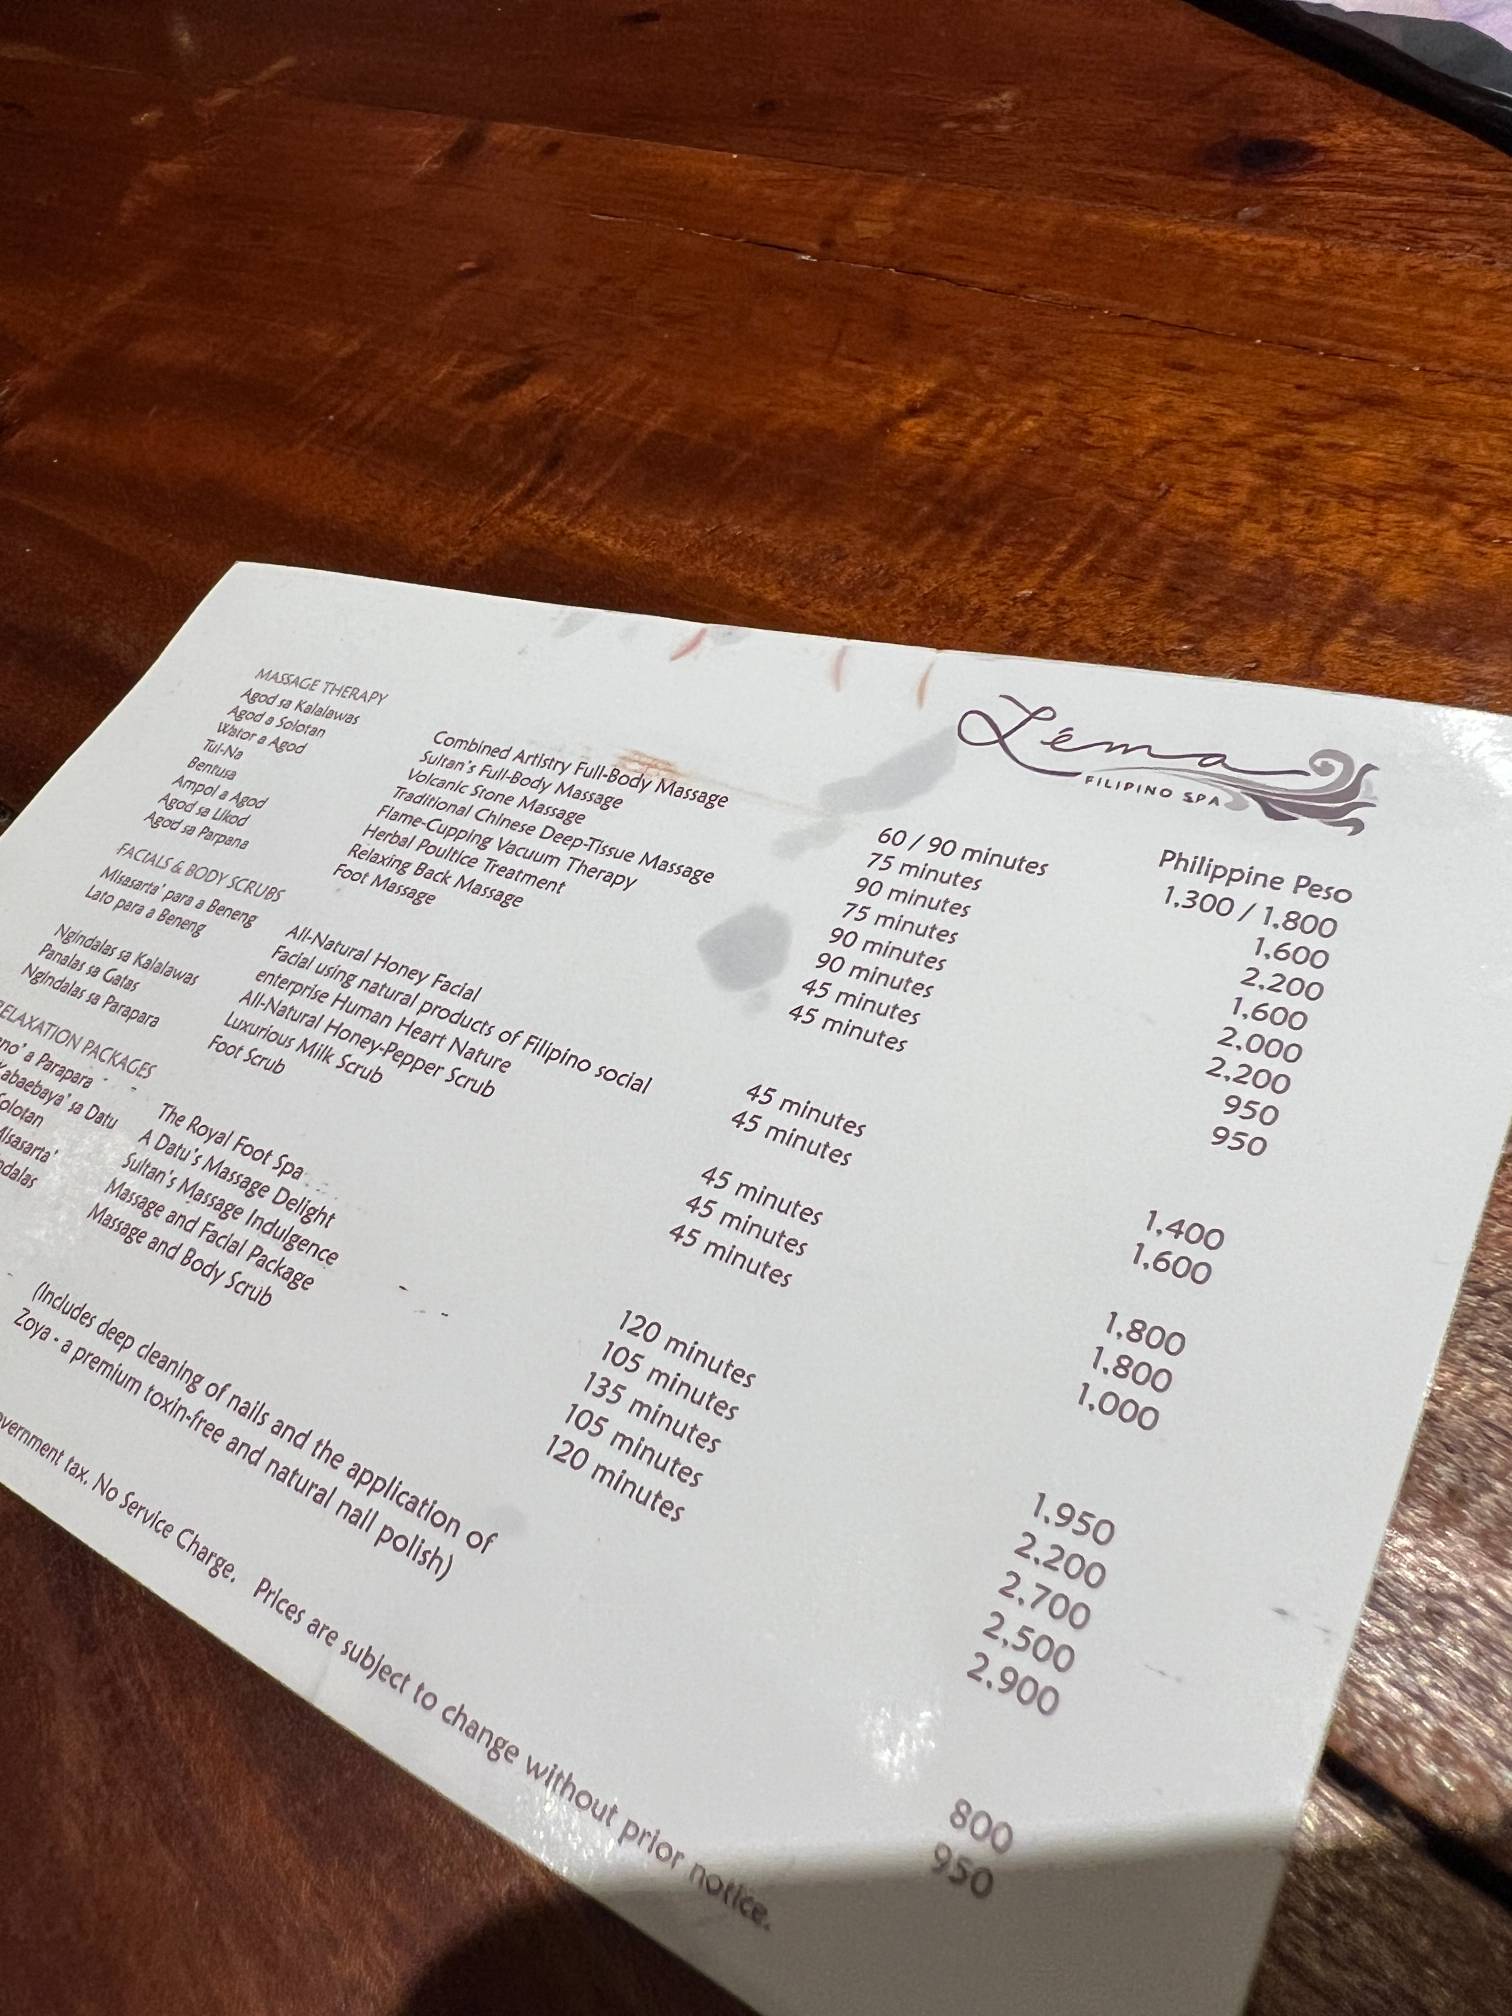 Lema
FILIPINO SPA
Philippine Peso
MASSAGE THERAPY
Agod sa Kalalawas Combined Artistry Full-Body Massage 60 / 90 minutes 1,300 / 1,800
Agod a Solotan Sultan's Full-Body Massage 75 minutes 1,600
Wator a Agod Volcanic Stone Massage 90 minutes 2,200
Tul-Na Traditional Chinese Deep-Tissue Massage 75 minutes 1,600
Bentusa Flame-Cupping Vacuum Therapy 90 minutes 2,000
Ampol a Agod Herbal Poultice Treatment 90 minutes 2,200
Agod sa Likod Relaxing Back Massage 45 minutes 950
Agod sa Parpana Foot Massage 45 minutes 950
FACIALS & BODY SCRUBS
Misasarta' para a Beneng All-Natural Honey Facial 45 minutes 1,400
Lato para a Beneng Facial using natural products of Filipino social 45 minutes 1,600
enterprise Human Heart Nature
Ngindalas sa Kalalawas All-Natural Honey-Pepper Scrub 45 minutes 1,800
Panalas sa Gatas Luxurious Milk Scrub 45 minutes 1,800
Ngindalas sa Parapara Foot Scrub 45 minutes 1,000
RELAXATION PACKAGES
a Parapara The Royal Foot Spa 120 minutes 1,950
sa Datu A Datu's Massage Delight 105 minutes 2,200
Sultan's Massage Indulgence 135 minutes 2,700
Massage and Facial Package 105 minutes 2,500
Massage and Body Scrub 120 minutes 2,900
(Includes deep cleaning of nails and the application of 800
Zoya - a premium toxin-free and natural nail polish) 950
tax. No Service Charge. Prices are subject to change without prior notice.